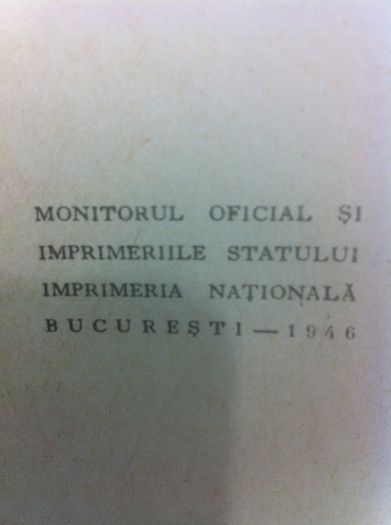 MONITORUL OFICIAL ȘI
IMPRIMERIILE STATULUI
IMPRIMERIA NAȚIONALĂ
BUCUREȘTI — 1946